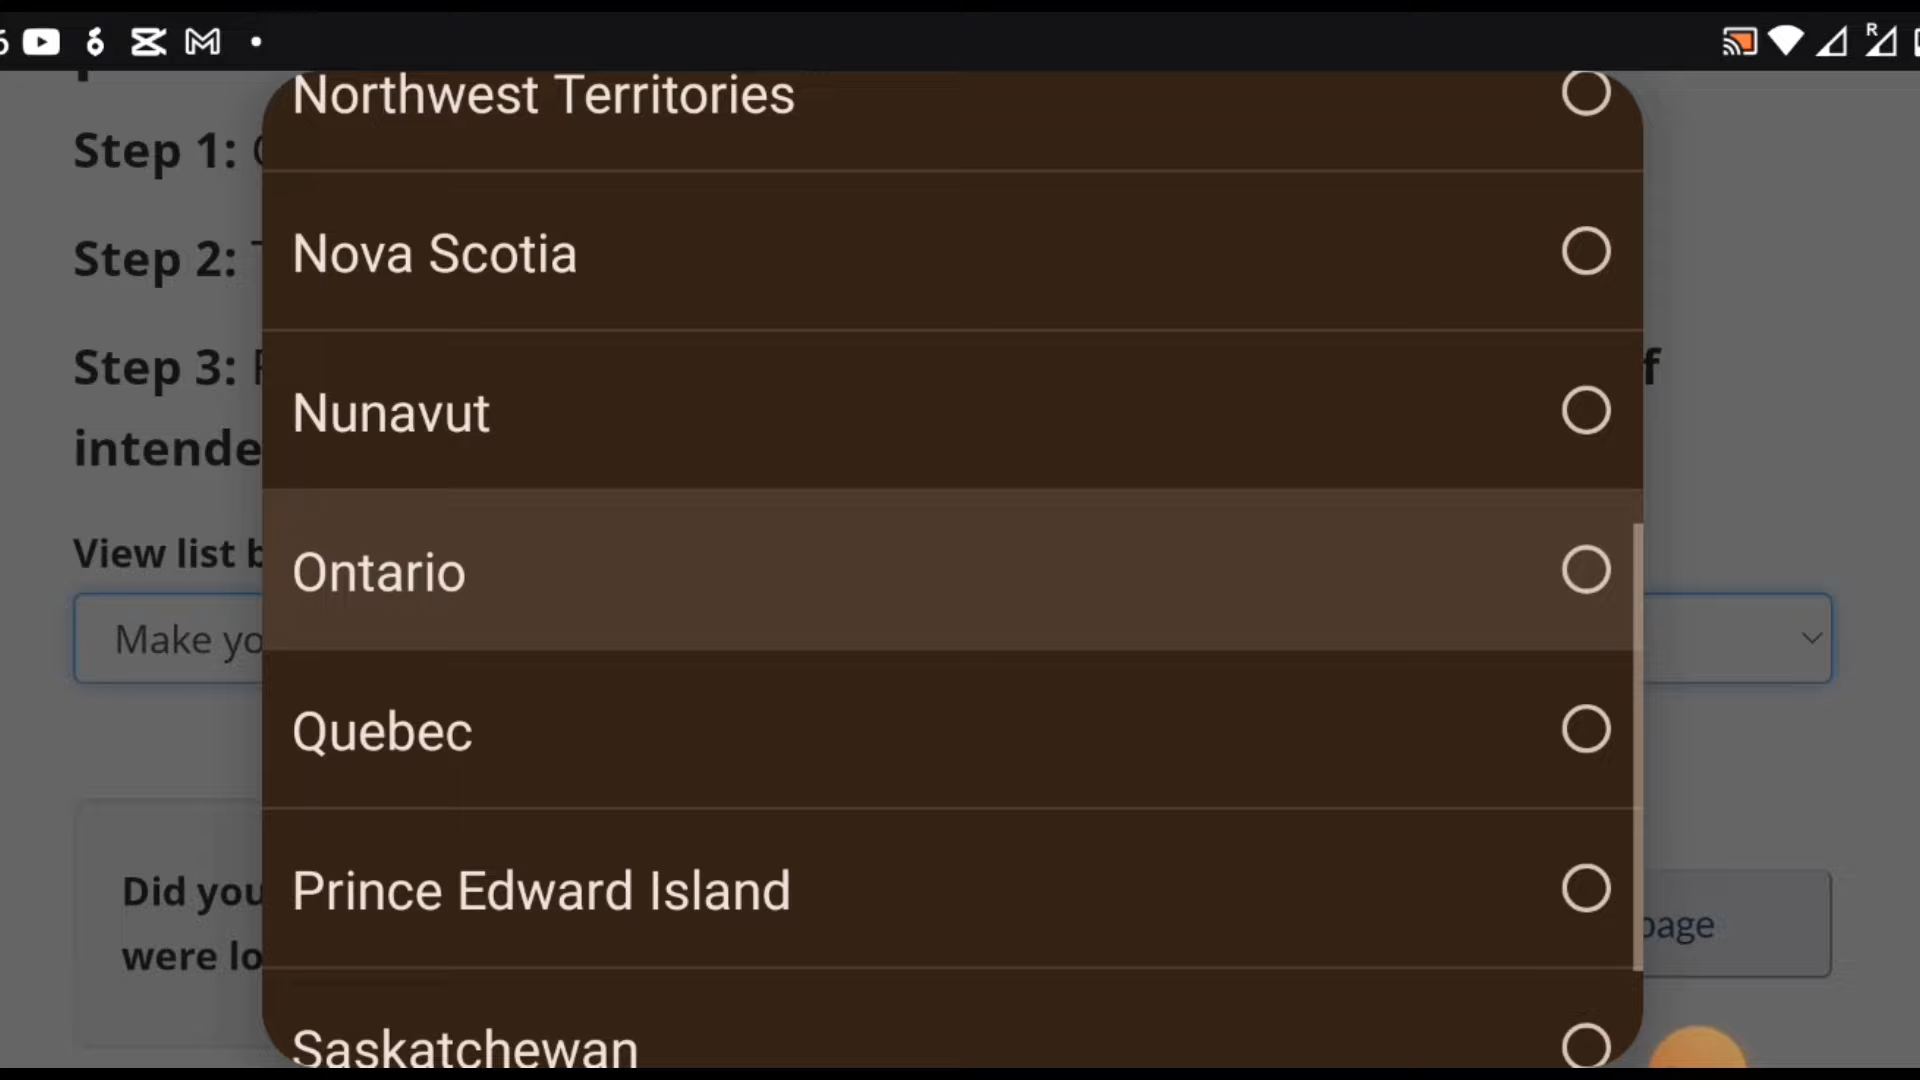 Northwest Territories
Step 1:
Nova Scotia
Step 2:
Step 3:
f
Nunavut
intende
View list b
Ontario
Make yo
Quebec
Did you
Prince Edward Island
page
were lo
Saskatchewan